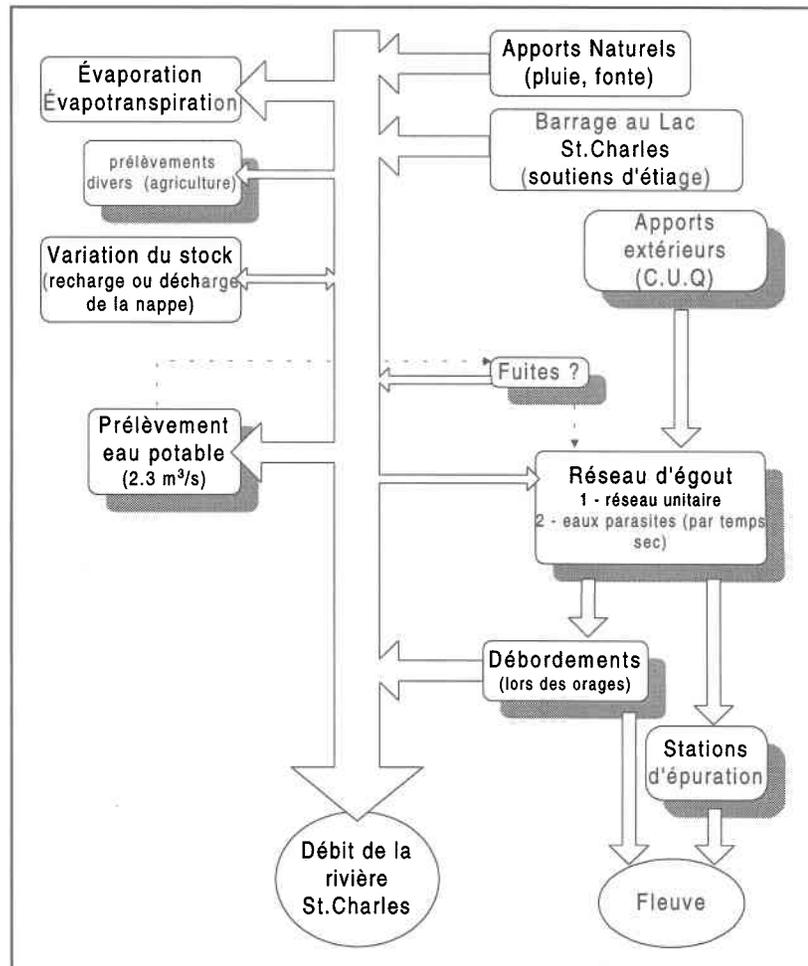 Apports Naturels
(pluie, fonte)
Évaporation
Évapotranspiration
Barrage au Lac
St.Charles
(soutiens d'étiage)
prélèvements
divers (agriculture)
Apports
extérieurs
(C.U.Q)
Variation du stock
(recharge ou décharge
de la nappe)
Fuites ?
Prélèvement
eau potable
(2.3 m³/s)
Réseau d'égout
1 - réseau unitaire
2 - eaux parasites (par temps
sec)
Débordements
(lors des orages)
Stations
d'épuration
Débit de la
rivière
St.Charles
Fleuve